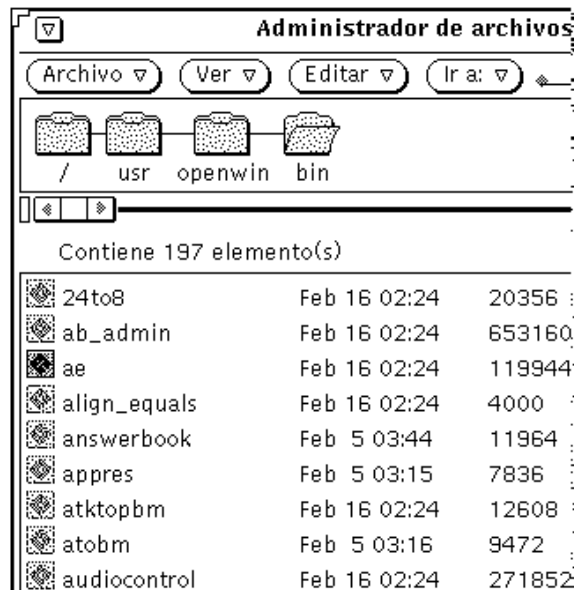 Administrador de archivos
Archivo Ver Editar Ir a:
/ usr openwin bin
Contiene 197 elemento(s)
24to8 Feb 16 02:24 20356
ab_admin Feb 16 02:24 653160
ae Feb 16 02:24 119944
align_equals Feb 16 02:24 4000
answerbook Feb 5 03:44 11964
appres Feb 5 03:15 7836
atktopbm Feb 16 02:24 12608
atobm Feb 5 03:16 9472
audiocontrol Feb 16 02:24 271852